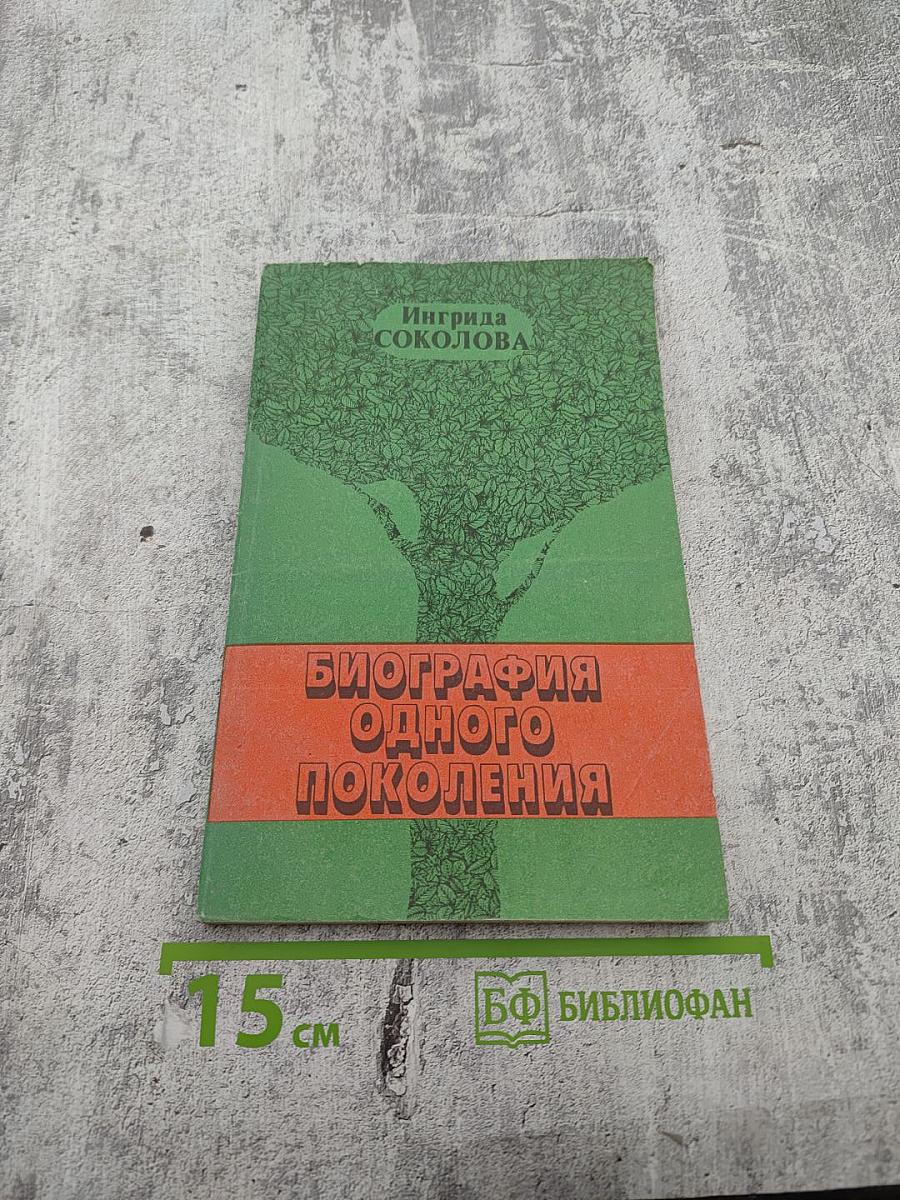 Ингрида
СОКОЛОВА
БИОГРАФИЯ
ОДНОГО
ПОКОЛЕНИЯ
15 см
БФ БИБЛИОФАН